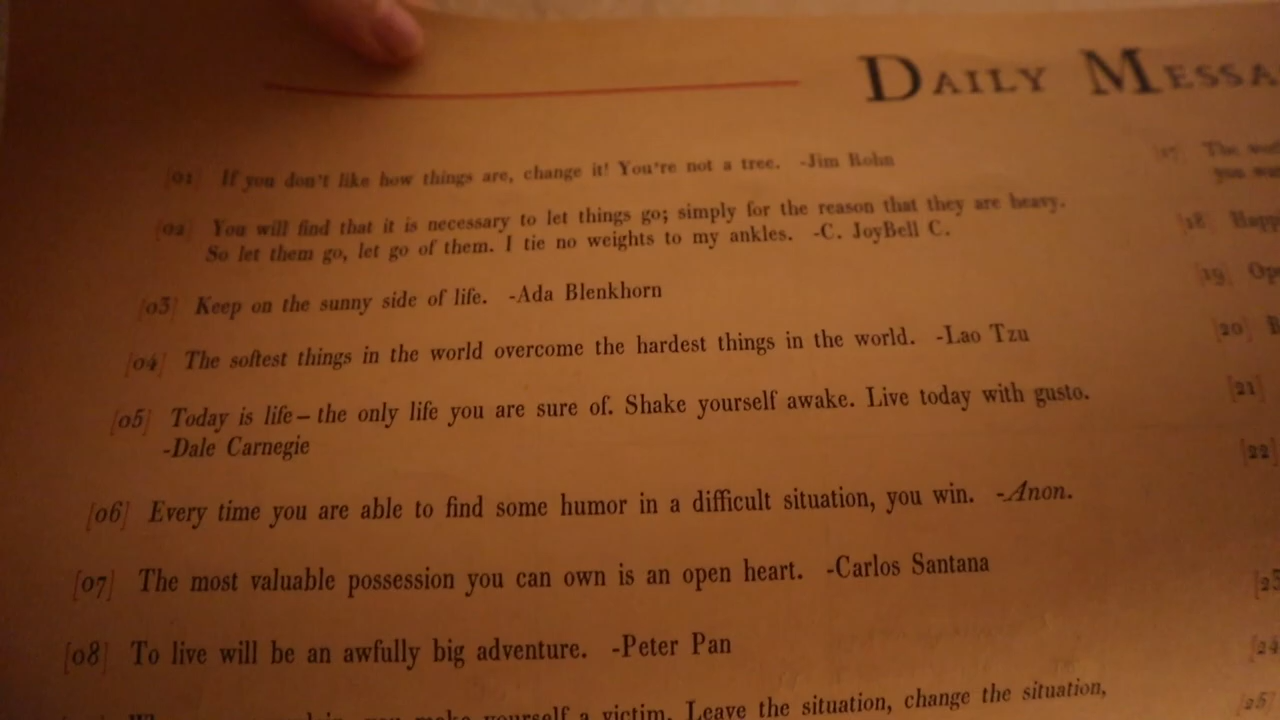 DAILY MESSA
[01] If you don't like how things are, change it! You're not a tree. -Jim Rohn
[02] You will find that it is necessary to let things go; simply for the reason that they are heavy.
So let them go, let go of them. I tie no weights to my ankles. -C. JoyBell C.
[03] Keep on the sunny side of life. -Ada Blenkhorn
[04] The softest things in the world overcome the hardest things in the world. -Lao Tzu
[05] Today is life – the only life you are sure of. Shake yourself awake. Live today with gusto.
-Dale Carnegie
[06] Every time you are able to find some humor in a difficult situation, you win. -Anon.
[07] The most valuable possession you can own is an open heart. -Carlos Santana
[08] To live will be an awfully big adventure. -Peter Pan
yourself a victim. Leave the situation, change the situation,
[17] The
you
[18] Happ
[19] Op
[20]
[21]
[22]